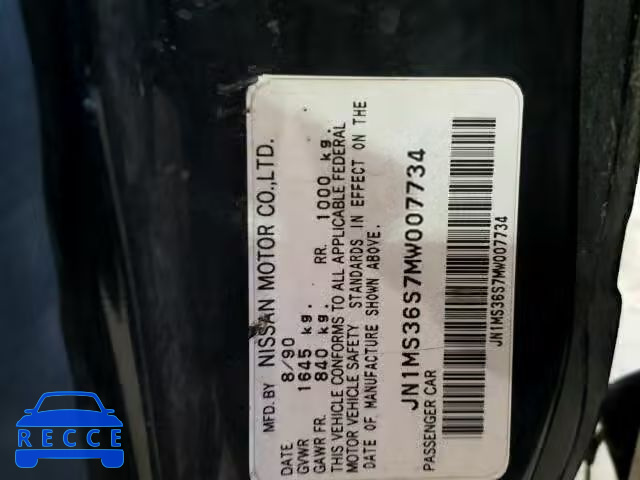 MFD. BY NISSAN MOTOR CO.,LTD.
DATE 8/90
GVWR 1645 kg.
GAWR FR. 840 kg. RR. 1000 kg.
THIS VEHICLE CONFORMS TO ALL APPLICABLE FEDERAL
MOTOR VEHICLE SAFETY STANDARDS IN EFFECT ON THE
DATE OF MANUFACTURE SHOWN ABOVE.
JN1MS36S7MW007734
PASSENGER CAR
JN1MS36S7MW007734
RECCE